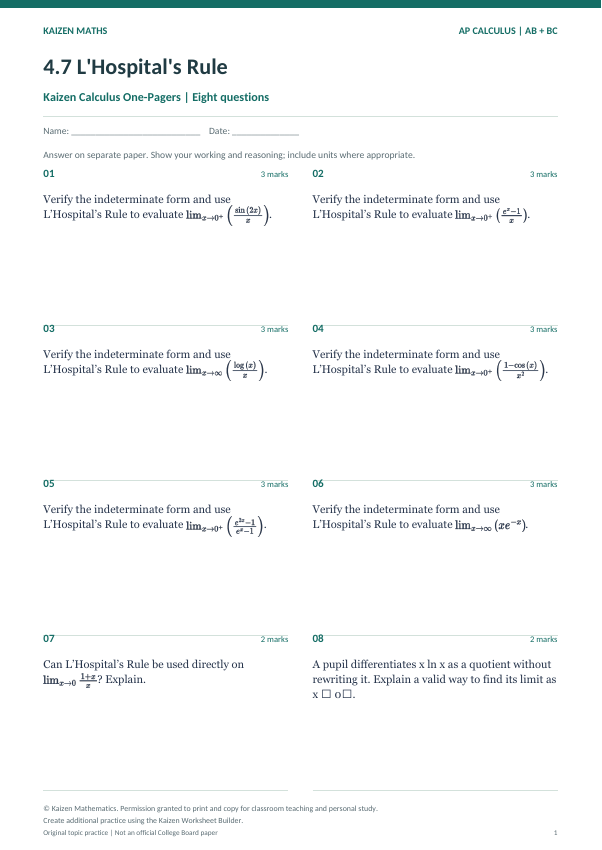 KAIZEN MATHS
AP CALCULUS | AB + BC
4.7 L'Hospital's Rule
Kaizen Calculus One-Pagers | Eight questions
Name: ____________________________ Date: ______________
Answer on separate paper. Show your working and reasoning; include units where appropriate.
01 3 marks
Verify the indeterminate form and use
L’Hospital’s Rule to evaluate lim_{x→0⁺} (sin (2x)/x).
02 3 marks
Verify the indeterminate form and use
L’Hospital’s Rule to evaluate lim_{x→0⁺} ((e^x−1)/x).
03 3 marks
Verify the indeterminate form and use
L’Hospital’s Rule to evaluate lim_{x→∞} (log (x)/x).
04 3 marks
Verify the indeterminate form and use
L’Hospital’s Rule to evaluate lim_{x→0⁺} ((1−cos (x))/x²).
05 3 marks
Verify the indeterminate form and use
L’Hospital’s Rule to evaluate lim_{x→0⁺} ((e^{2x}−1)/(e^x−1)).
06 3 marks
Verify the indeterminate form and use
L’Hospital’s Rule to evaluate lim_{x→∞} (xe^{−x}).
07 2 marks
Can L’Hospital’s Rule be used directly on
lim_{x→0} (1+x)/x? Explain.
08 2 marks
A pupil differentiates x ln x as a quotient without
rewriting it. Explain a valid way to find its limit as
x □ 0□.
© Kaizen Mathematics. Permission granted to print and copy for classroom teaching and personal study.
Create additional practice using the Kaizen Worksheet Builder.
Original topic practice | Not an official College Board paper
1